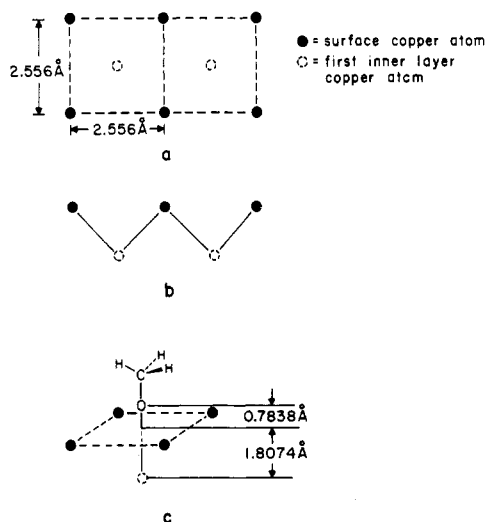 ● = surface copper atom
◌ = first inner layer
copper atom
2.556Å
2.556Å
a
b
H H
C H
O
0.7838Å
1.8074Å
c